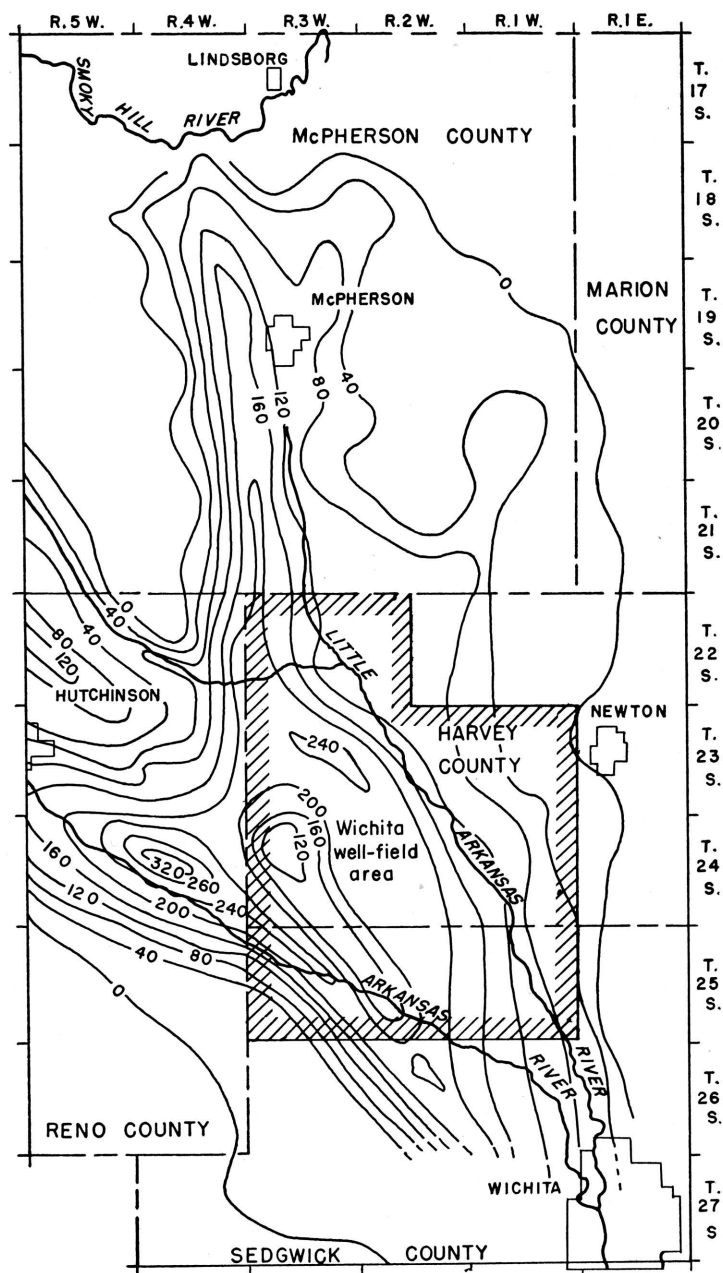 R.5 W.
R.4 W.
R.3 W.
R.2 W.
R.1 W.
R.1 E.
LINDSBORG
SMOKY
HILL
RIVER
McPHERSON COUNTY
T.
17
S.
T.
18
S.
0
McPHERSON
MARION
COUNTY
T.
19
S.
80
40
160
120
T.
20
S.
T.
21
S.
0
40
40
80
120
HUTCHINSON
LITTLE
T.
22
S.
240
HARVEY
COUNTY
NEWTON
T.
23
S.
200
160
120
Wichita
well-field
area
ARKANSAS
320
260
240
200
160
120
T.
24
S.
80
40
0
ARKANSAS
T.
25
S.
RIVER
RIVER
T.
26
S.
RENO COUNTY
WICHITA
T.
27
S
SEDGWICK COUNTY